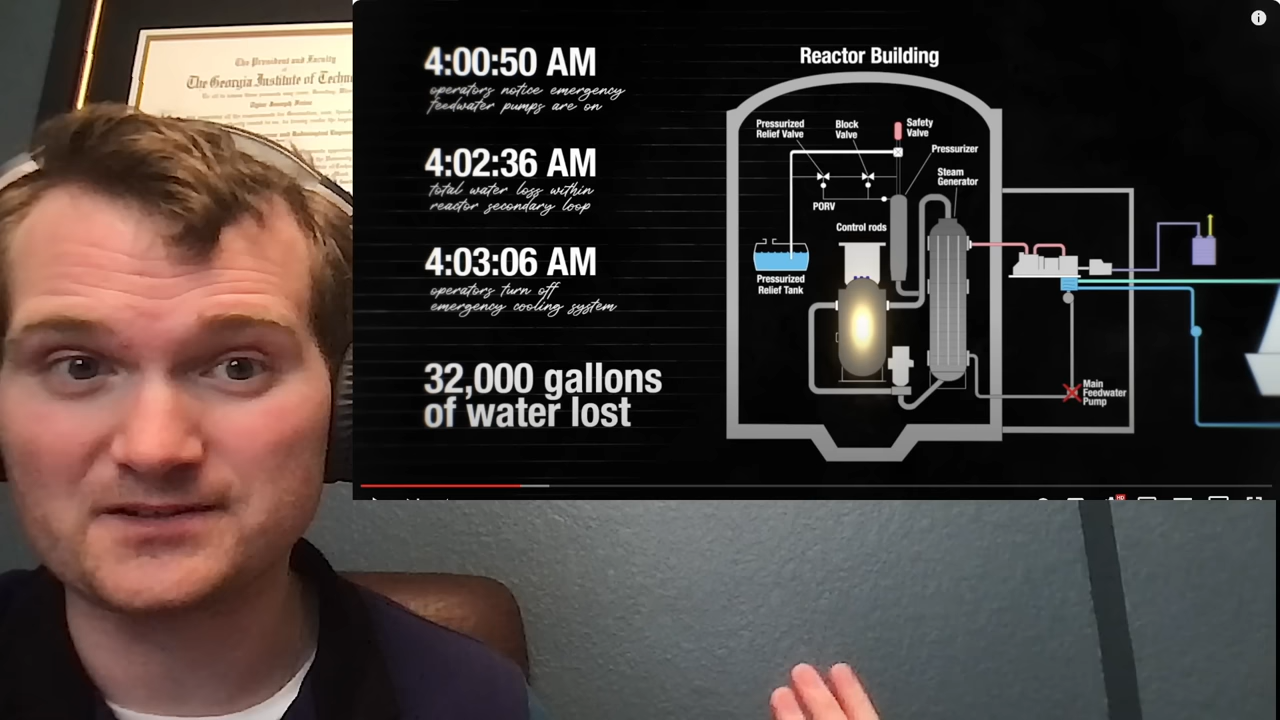 The President and Faculty
The Georgia Institute of Techn
4:00:50 AM
operators notice emergency
feedwater pumps are on
4:02:36 AM
total water loss within
reactor secondary loop
4:03:06 AM
operators turn off
emergency cooling system
32,000 gallons
of water lost
Reactor Building
Pressurized
Relief Valve
Block
Valve
Safety
Valve
Pressurizer
Steam
Generator
PORV
Control rods
Pressurized
Relief Tank
Main
Feedwater
Pump
HD